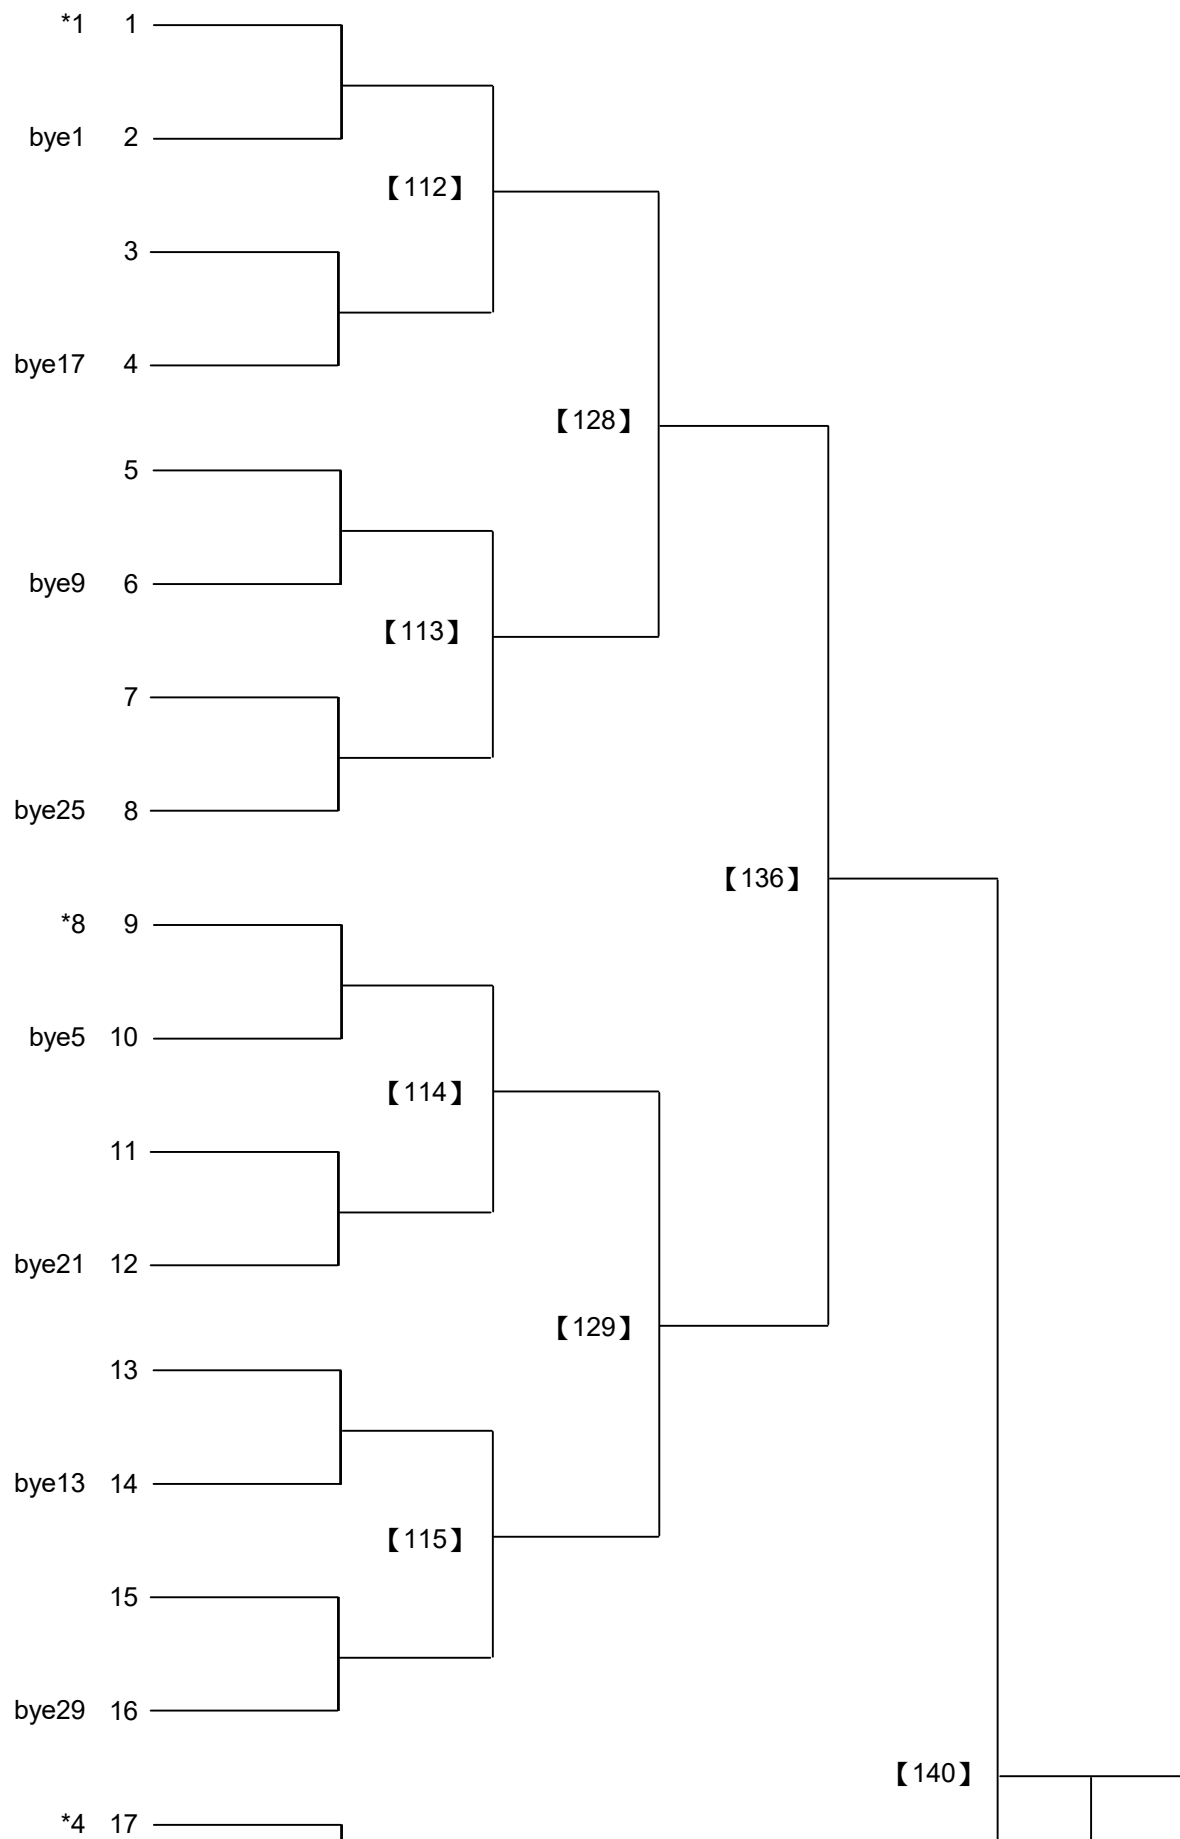 *1 1
bye1 2
【112】
3
bye17 4
【128】
5
bye9 6
【113】
7
bye25 8
【136】
*8 9
bye5 10
【114】
11
bye21 12
【129】
13
bye13 14
【115】
15
bye29 16
【140】
*4 17